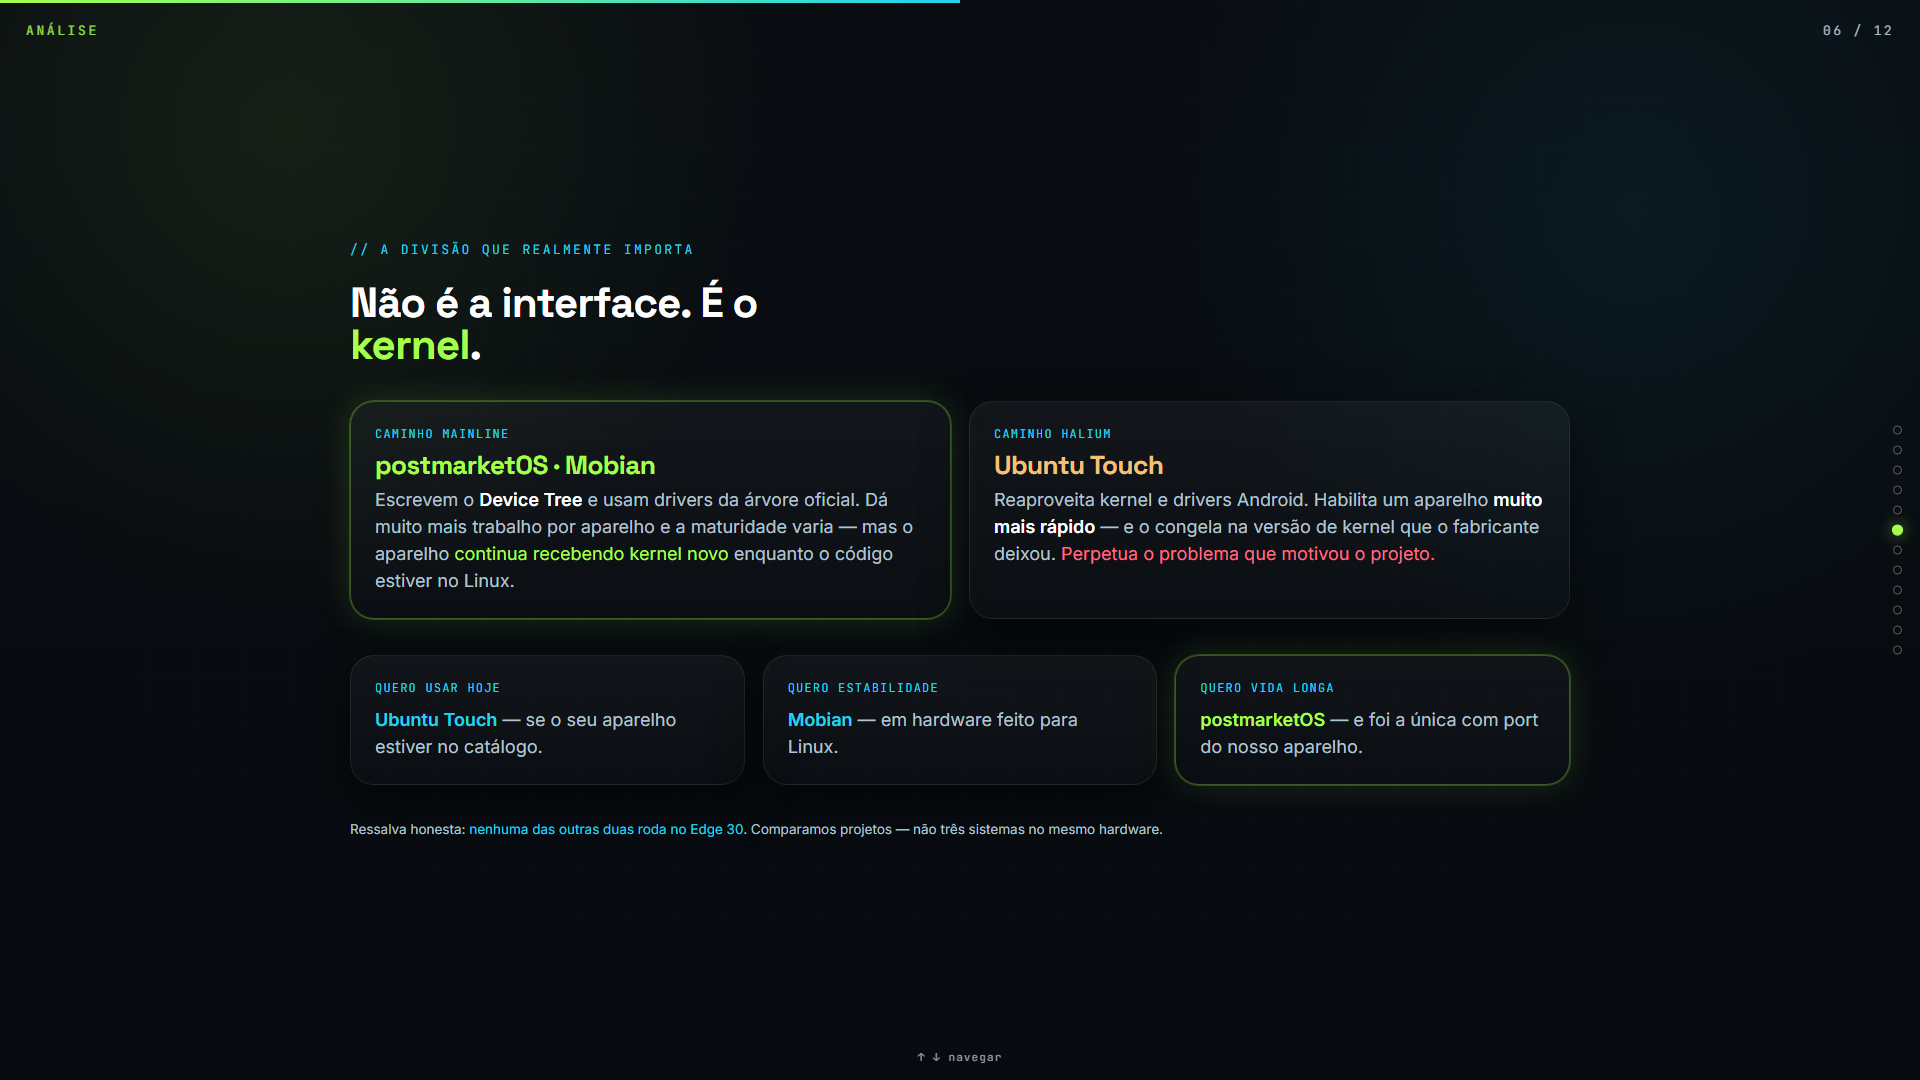 ANÁLISE
06 / 12
// A DIVISÃO QUE REALMENTE IMPORTA
Não é a interface. É o
kernel.
CAMINHO MAINLINE
postmarketOS · Mobian
Escrevem o Device Tree e usam drivers da árvore oficial. Dá
muito mais trabalho por aparelho e a maturidade varia — mas o
aparelho continua recebendo kernel novo enquanto o código
estiver no Linux.
CAMINHO HALIUM
Ubuntu Touch
Reaproveita kernel e drivers Android. Habilita um aparelho muito
mais rápido — e o congela na versão de kernel que o fabricante
deixou. Perpetua o problema que motivou o projeto.
QUERO USAR HOJE
Ubuntu Touch — se o seu aparelho
estiver no catálogo.
QUERO ESTABILIDADE
Mobian — em hardware feito para
Linux.
QUERO VIDA LONGA
postmarketOS — e foi a única com port
do nosso aparelho.
Ressalva honesta: nenhuma das outras duas roda no Edge 30. Comparamos projetos — não três sistemas no mesmo hardware.
↑ ↓ navegar